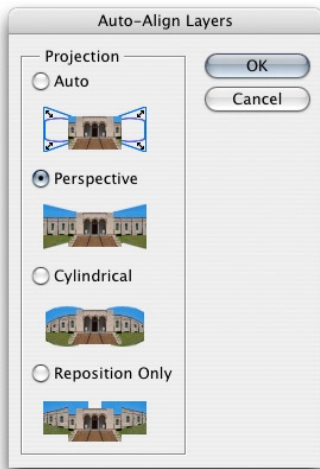 Auto-Align Layers
Projection
Auto
Perspective
Cylindrical
Reposition Only
OK
Cancel